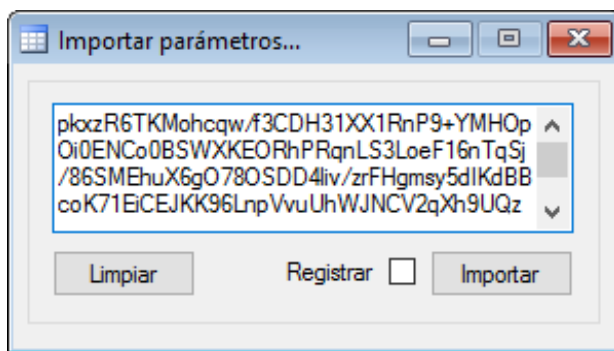 Importar parámetros...
pkxzR6TKMohcqw/f3CDH31XX1RnP9+YMHOp
Oi0ENCo0BSWXKEORhPRqnLS3LoeF16nTqSj
/86SMEhuX6gO78OSDD4liv/zrFHgmsy5dIKdBB
coK71EiCEJKK96LnpVvuUhWJNCV2qXh9UQz
Limpiar Registrar Importar